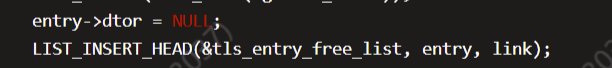 entry->dtor = NULL;
LIST_INSERT_HEAD(&tls_entry_free_list, entry, link);